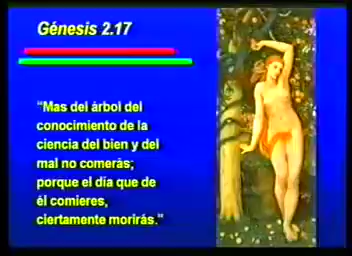 Génesis 2.17
"Mas del árbol del
conocimiento de la
ciencia del bien y del
mal no comerás;
porque el día que de
él comieres,
ciertamente morirás."